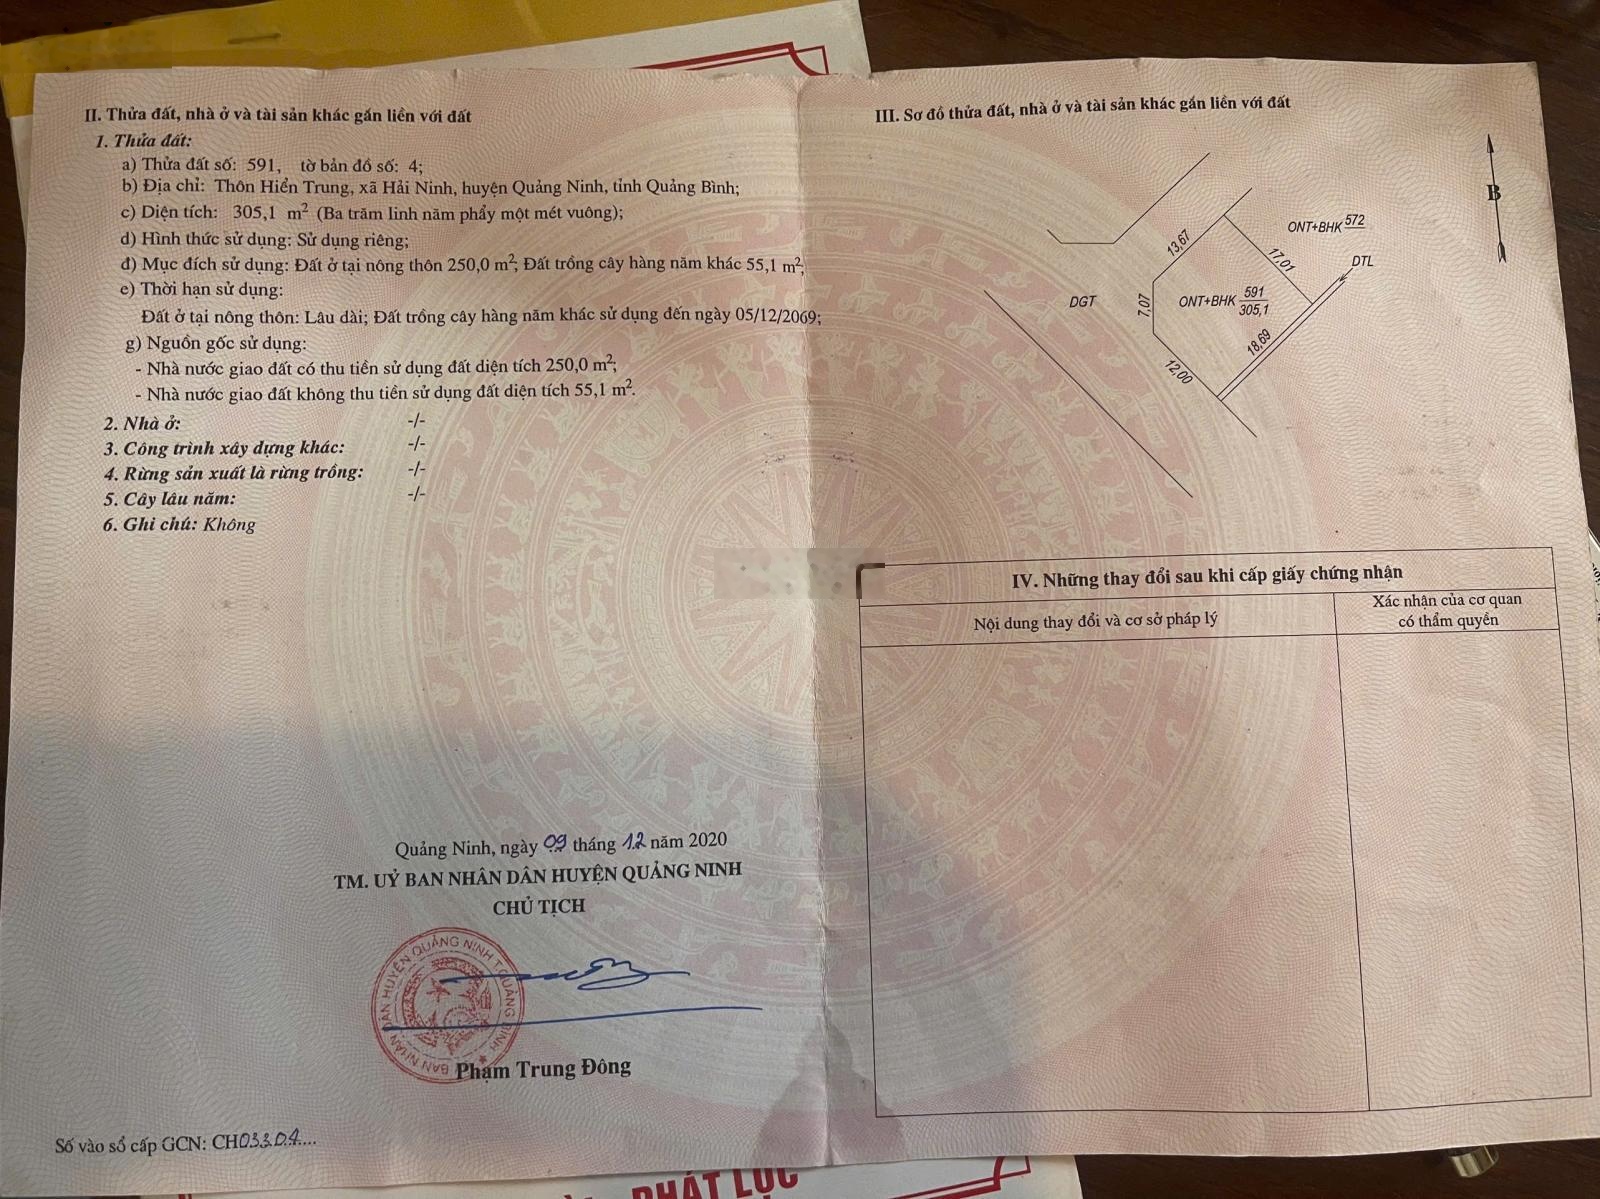 II. Thửa đất, nhà ở và tài sản khác gắn liền với đất
1. Thửa đất:
a) Thửa đất số: 591, tờ bản đồ số: 4;
b) Địa chỉ: Thôn Hiển Trung, xã Hải Ninh, huyện Quảng Ninh, tỉnh Quảng Bình;
c) Diện tích: 305,1 m² (Ba trăm linh năm phẩy một mét vuông);
d) Hình thức sử dụng: Sử dụng riêng;
đ) Mục đích sử dụng: Đất ở tại nông thôn 250,0 m²; Đất trồng cây hàng năm khác 55,1 m²;
e) Thời hạn sử dụng:
Đất ở tại nông thôn: Lâu dài; Đất trồng cây hàng năm khác sử dụng đến ngày 05/12/2069;
g) Nguồn gốc sử dụng:
- Nhà nước giao đất có thu tiền sử dụng đất diện tích 250,0 m²;
- Nhà nước giao đất không thu tiền sử dụng đất diện tích 55,1 m².
2. Nhà ở: -/-
3. Công trình xây dựng khác: -/-
4. Rừng sản xuất là rừng trồng: -/-
5. Cây lâu năm: -/-
6. Ghi chú: Không
Quảng Ninh, ngày 09 tháng 12 năm 2020
TM. UỶ BAN NHÂN DÂN HUYỆN QUẢNG NINH
CHỦ TỊCH
BAN NHÂN DÂN HUYỆN QUẢNG NINH T.QUẢNG BÌNH
Phạm Trung Đông
Số vào sổ cấp GCN: CH03304....
III. Sơ đồ thửa đất, nhà ở và tài sản khác gắn liền với đất
B
ONT+BHK 572
13,67
17,01
DTL
DGT
7,07
ONT+BHK 591
305,1
18,69
12,00
IV. Những thay đổi sau khi cấp giấy chứng nhận
Nội dung thay đổi và cơ sở pháp lý
Xác nhận của cơ quan
có thẩm quyền
PHÁT LỘC